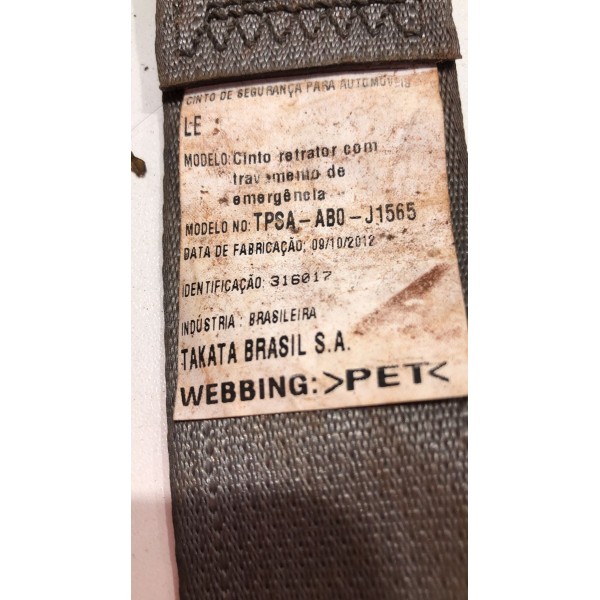 CINTO DE SEGURANÇA PARA AUTOMÓVEIS
LE :
MODELO: Cinto retrator com
travamento de
emergência
MODELO NO: TPSA-AB0-J1565
DATA DE FABRICAÇÃO: 09/10/2012
IDENTIFICAÇÃO: 316017
INDÚSTRIA : BRASILEIRA
TAKATA BRASIL S.A.
WEBBING: >PET<